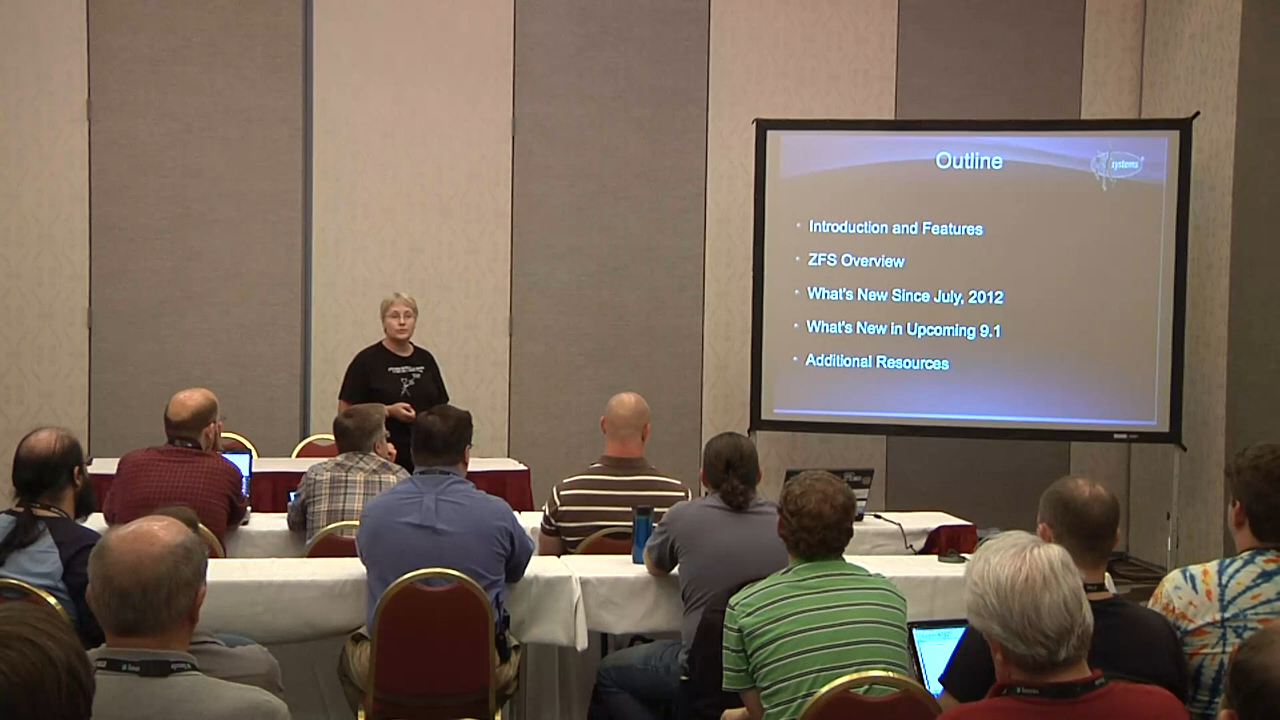 Outline
systems
Introduction and Features
ZFS Overview
What's New Since July, 2012
What's New in Upcoming 9.1
Additional Resources